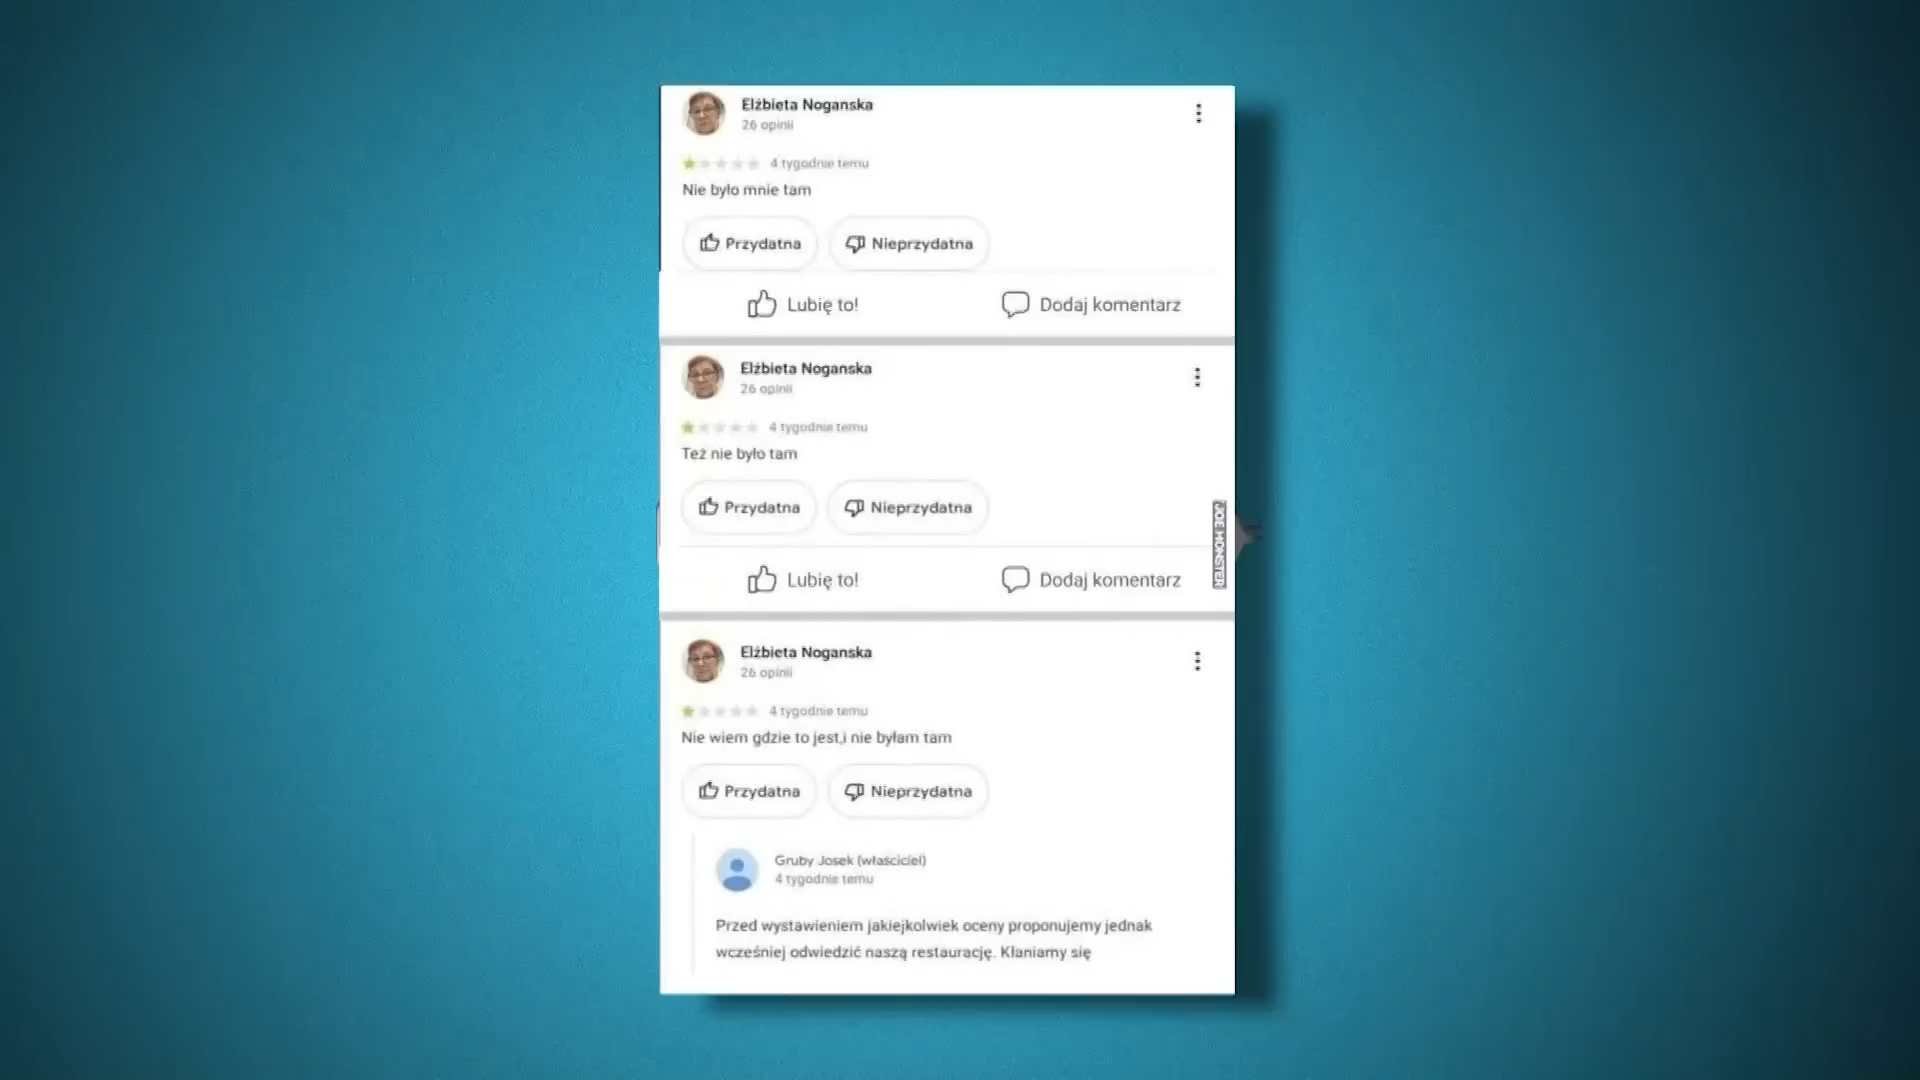 Elżbieta Noganska
26 opinii
4 tygodnie temu
Nie było mnie tam
Przydatna Nieprzydatna
Lubię to! Dodaj komentarz
Elżbieta Noganska
26 opinii
4 tygodnie temu
Też nie było tam
Przydatna Nieprzydatna
JOE MONSTER
Lubię to! Dodaj komentarz
Elżbieta Noganska
26 opinii
4 tygodnie temu
Nie wiem gdzie to jest,i nie byłam tam
Przydatna Nieprzydatna
Gruby Josek (właściciel)
4 tygodnie temu
Przed wystawieniem jakiejkolwiek oceny proponujemy jednak
wcześniej odwiedzić naszą restaurację. Kłaniamy się